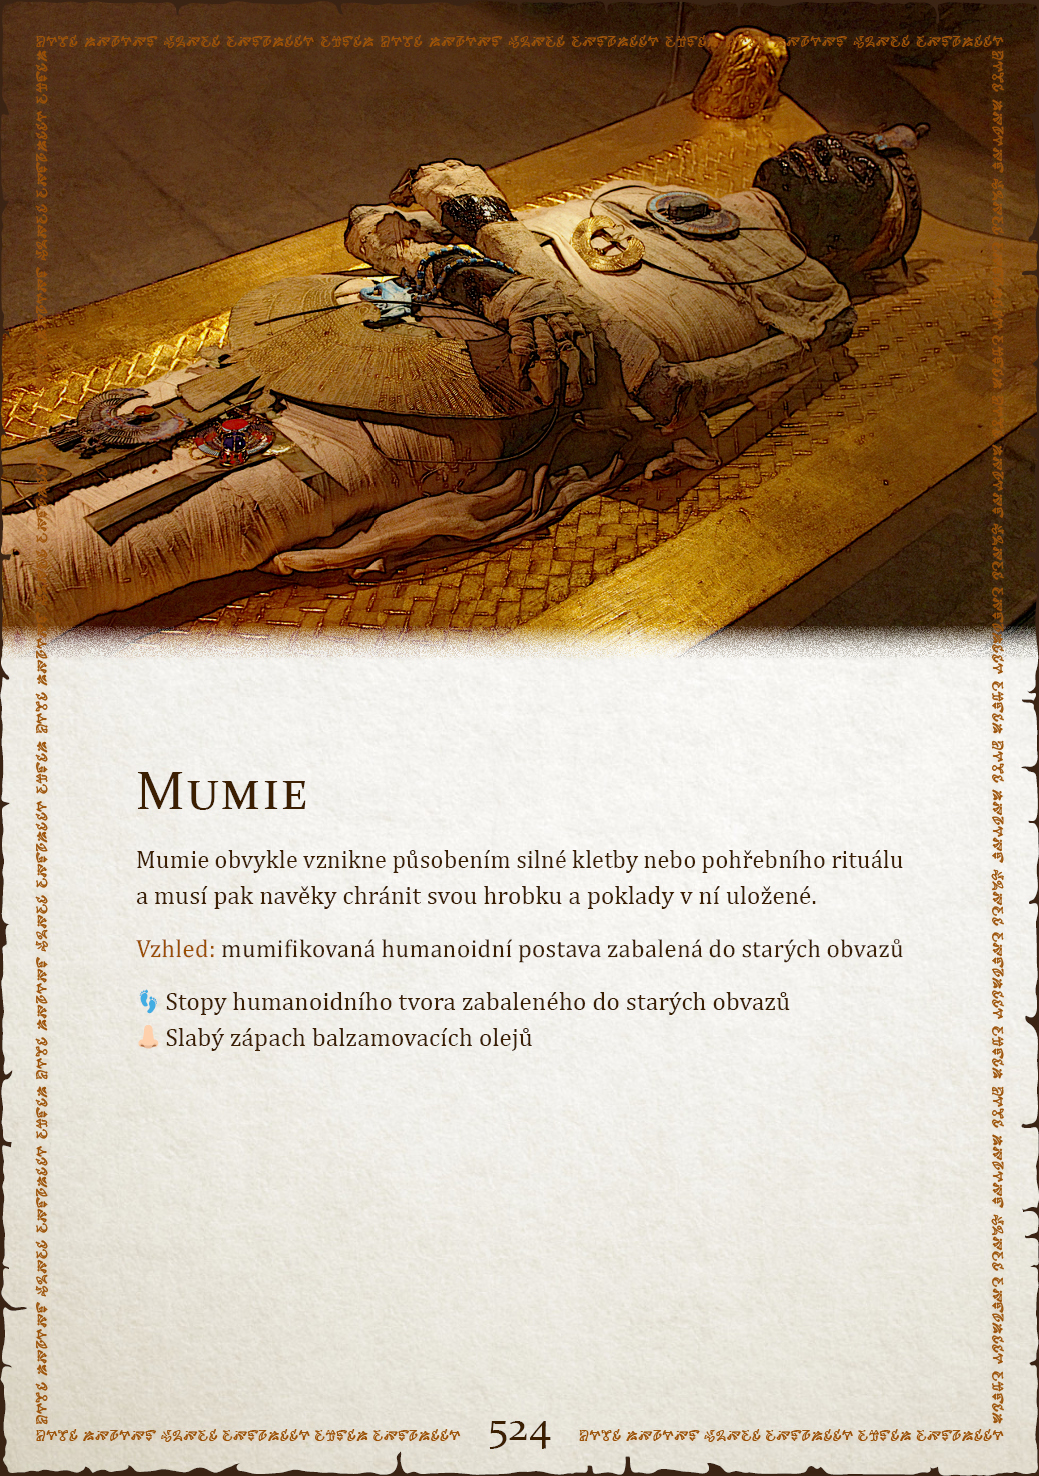 Mumie
Mumie obvykle vznikne působením silné kletby nebo pohřebního rituálu
a musí pak navěky chránit svou hrobku a poklady v ní uložené.
Vzhled: mumifikovaná humanoidní postava zabalená do starých obvazů
👣 Stopy humanoidního tvora zabaleného do starých obvazů
👃 Slabý zápach balzamovacích olejů
524